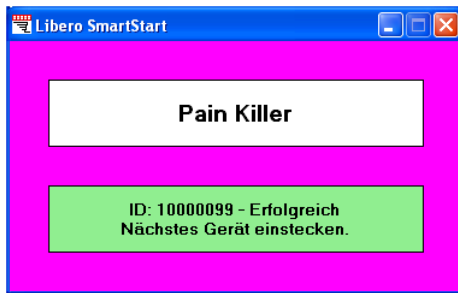 Libero SmartStart
Pain Killer
ID: 10000099 - Erfolgreich
Nächstes Gerät einstecken.